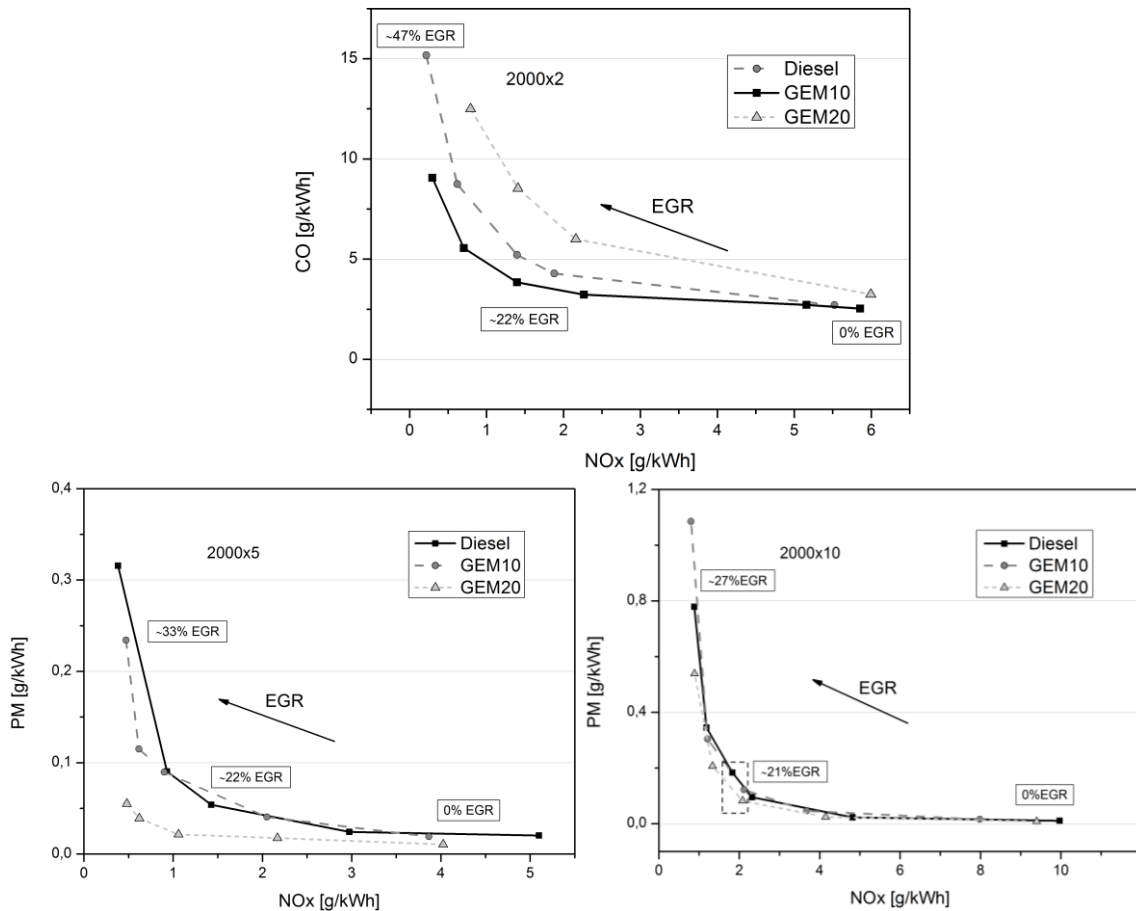 ~47% EGR
2000x2
Diesel
GEM10
GEM20
EGR
~22% EGR
0% EGR
CO [g/kWh]
15
10
5
0
0 1 2 3 4 5 6
NOx [g/kWh]
0,4
0,3
0,2
0,1
0,0
PM [g/kWh]
2000x5
Diesel
GEM10
GEM20
~33% EGR
EGR
~22% EGR
0% EGR
0 1 2 3 4 5
NOx [g/kWh]
1,2
0,8
0,4
0,0
PM [g/kWh]
2000x10
Diesel
GEM10
GEM20
~27%EGR
EGR
~21%EGR
0%EGR
0 2 4 6 8 10
NOx [g/kWh]